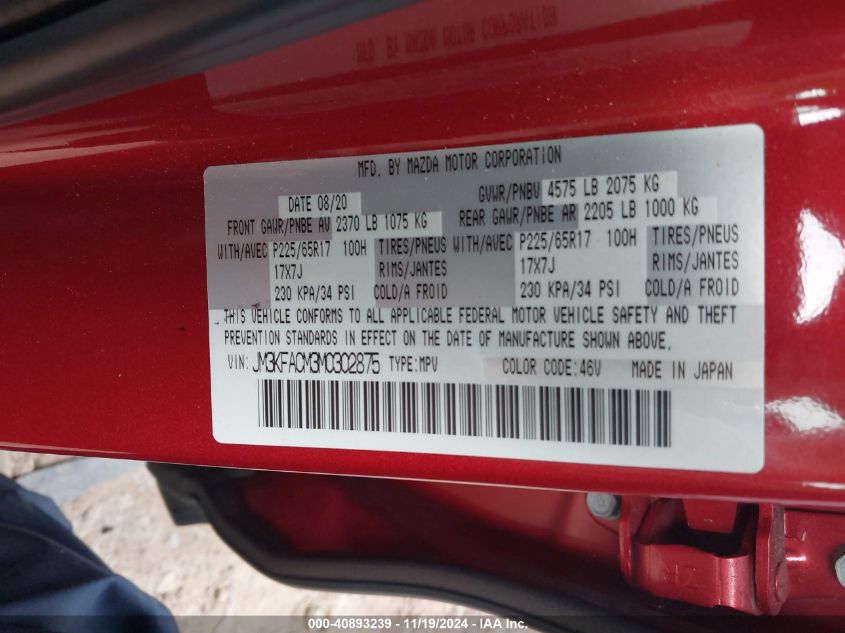 MFD. BY MAZDA MOTOR CORPORATION
DATE 08/20 GVWR/PNBV 4575 LB 2075 KG
FRONT GAWR/PNBE AV 2370 LB 1075 KG REAR GAWR/PNBE AR 2205 LB 1000 KG
WITH/AVEC P225/65R17 100H TIRES/PNEUS WITH/AVEC P225/65R17 100H TIRES/PNEUS
17X7J RIMS/JANTES 17X7J RIMS/JANTES
230 KPA/34 PSI COLD/A FROID 230 KPA/34 PSI COLD/A FROID
THIS VEHICLE CONFORMS TO ALL APPLICABLE FEDERAL MOTOR VEHICLE SAFETY AND THEFT
PREVENTION STANDARDS IN EFFECT ON THE DATE OF MANUFACTURE SHOWN ABOVE.
VIN: JM3KFACM3M0302875 TYPE:MPV COLOR CODE:46V MADE IN JAPAN
000-40893239 - 11/19/2024 - IAA Inc.